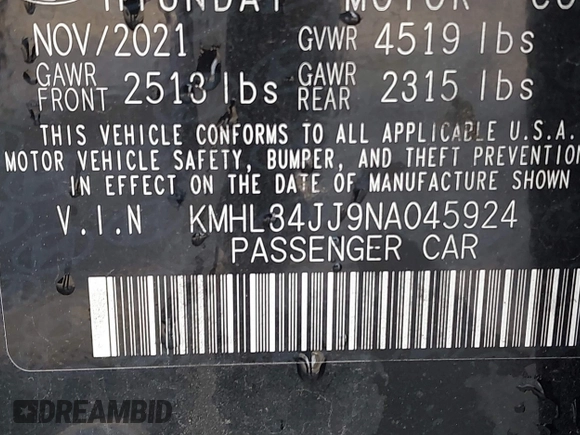 HYUNDAI MOTOR CO
NOV/2021 GVWR 4519 lbs
GAWR FRONT 2513 lbs GAWR REAR 2315 lbs
THIS VEHICLE CONFORMS TO ALL APPLICABLE U.S.A.
MOTOR VEHICLE SAFETY, BUMPER, AND THEFT PREVENTION
IN EFFECT ON THE DATE OF MANUFACTURE SHOWN
V.I.N KMHL34JJ9NA045924
PASSENGER CAR
DREAMBID